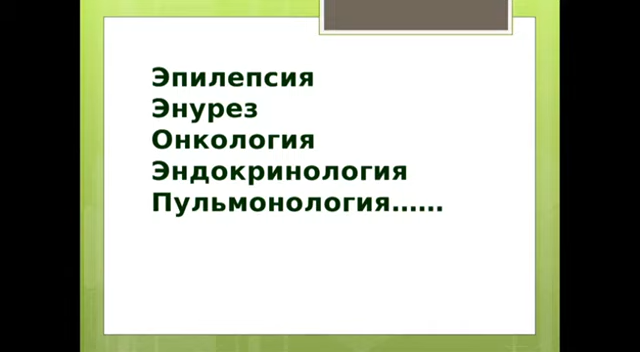 Эпилепсия
Энурез
Онкология
Эндокринология
Пульмонология......